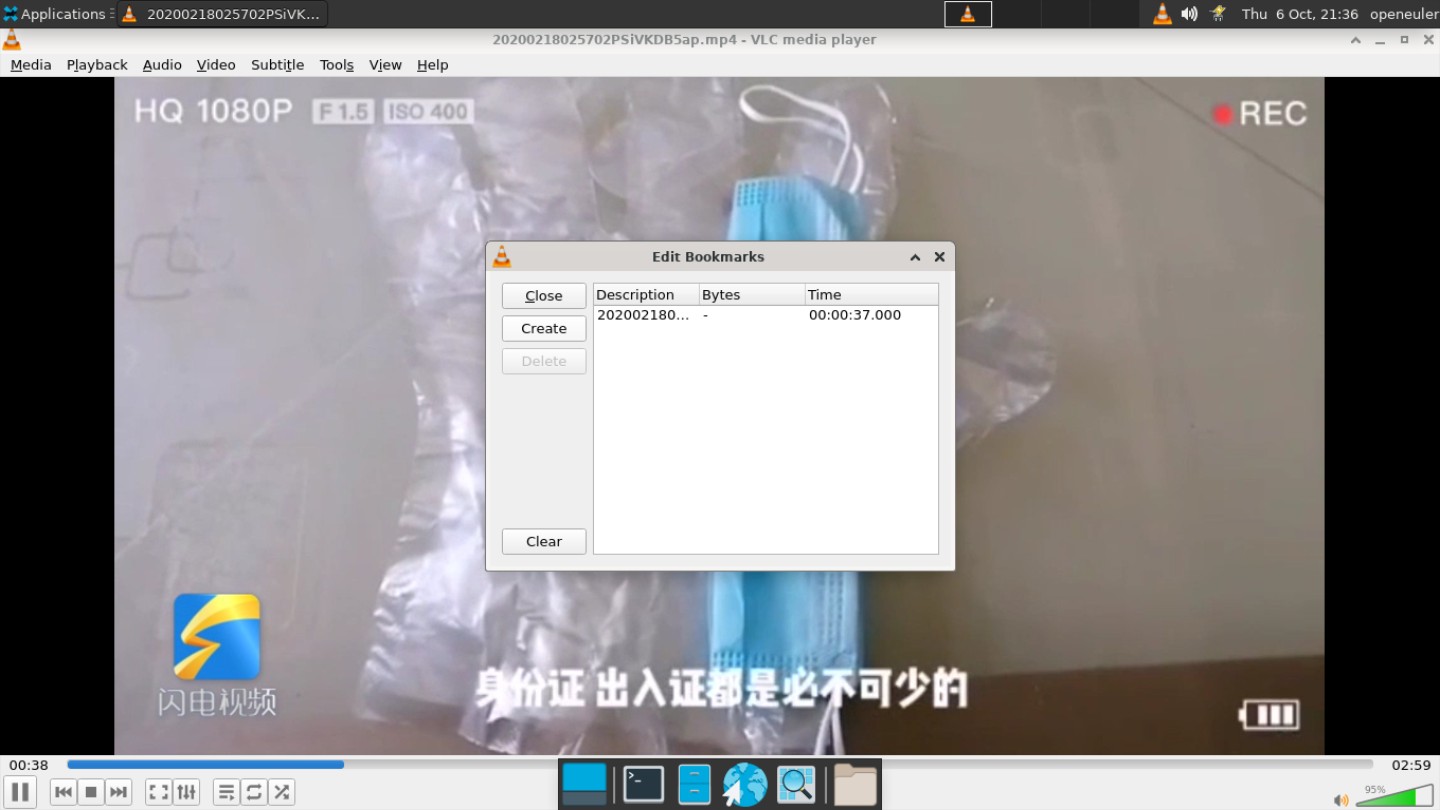 Applications
20200218025702PSiVK...
Thu 6 Oct, 21:36
openeuler
20200218025702PSiVKDB5ap.mp4 - VLC media player
Media Playback Audio Video Subtitle Tools View Help
HQ 1080P F 1.5 ISO 400
REC
Edit Bookmarks
Close
Create
Delete
Clear
Description Bytes Time
202002180... - 00:00:37.000
闪电视频
身份证 出入证都是必不可少的
00:38
02:59
95%